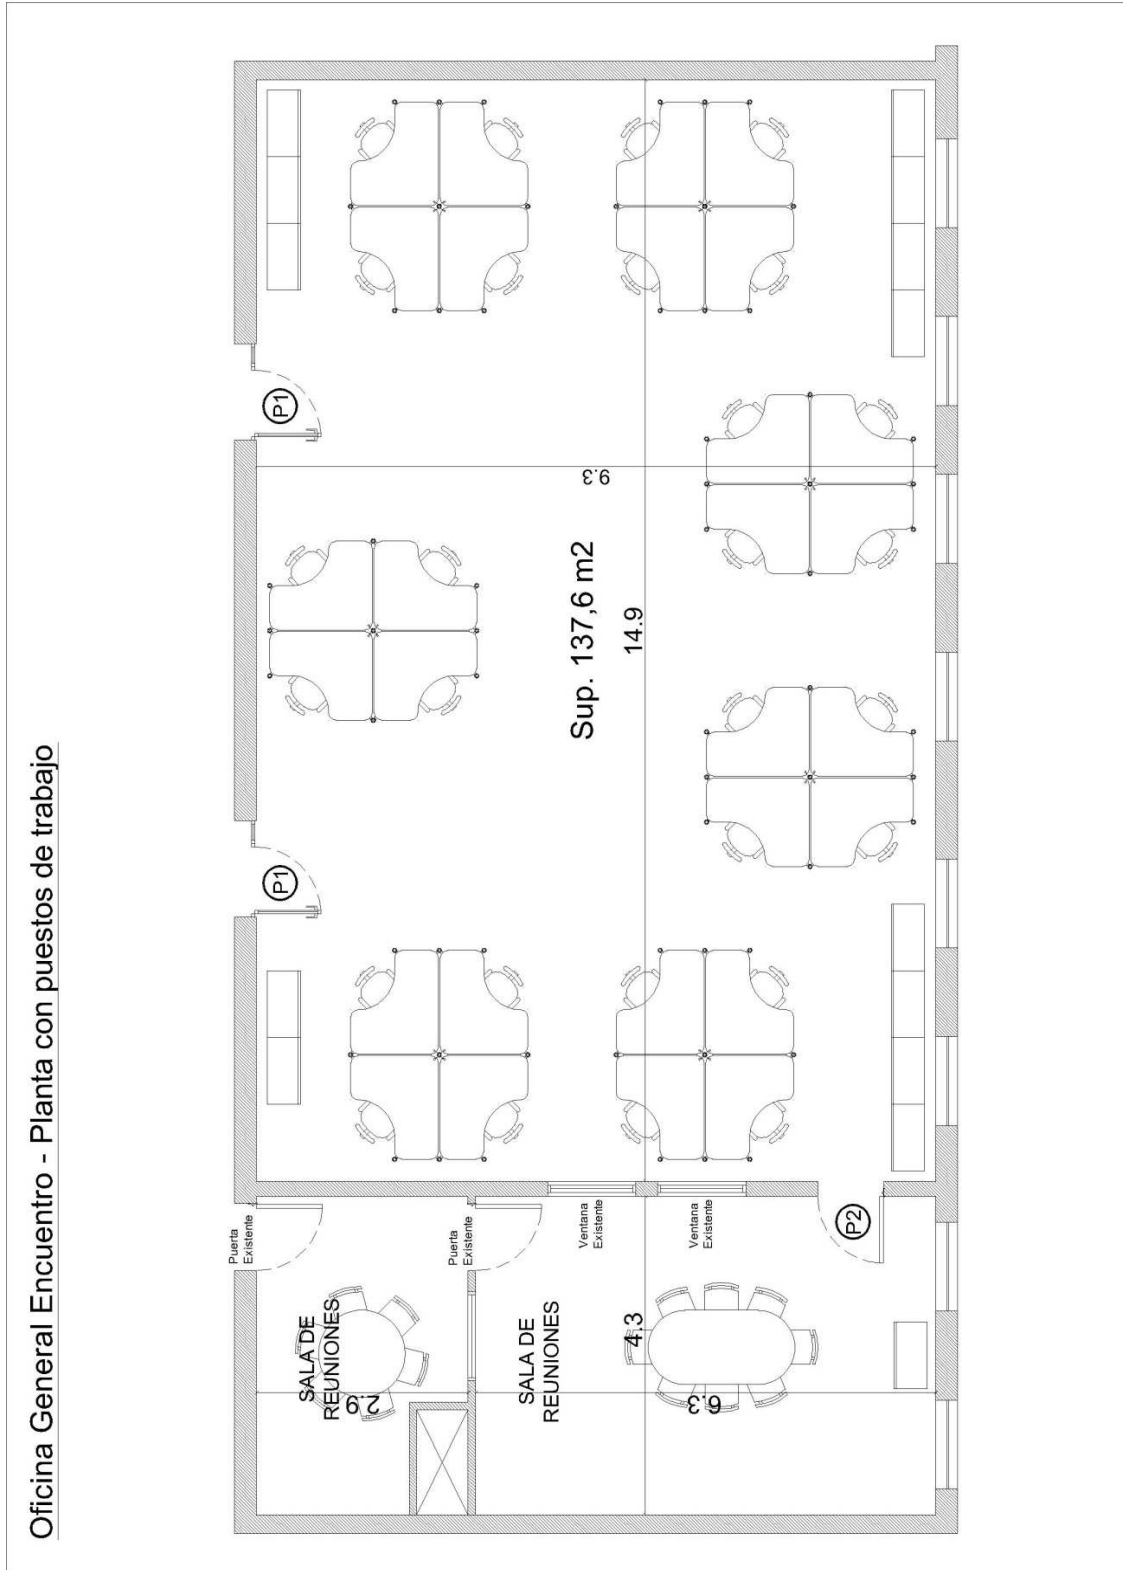 Oficina General Encuentro - Planta con puestos de trabajo
Puerta
Existente
SALA DE
REUNIONES
2.9
Puerta
Existente
SALA DE
REUNIONES
Ventana
Existente
4.3
Ventana
Existente
6.3
P2
P1
P1
Sup. 137,6 m2
14.9
9.3